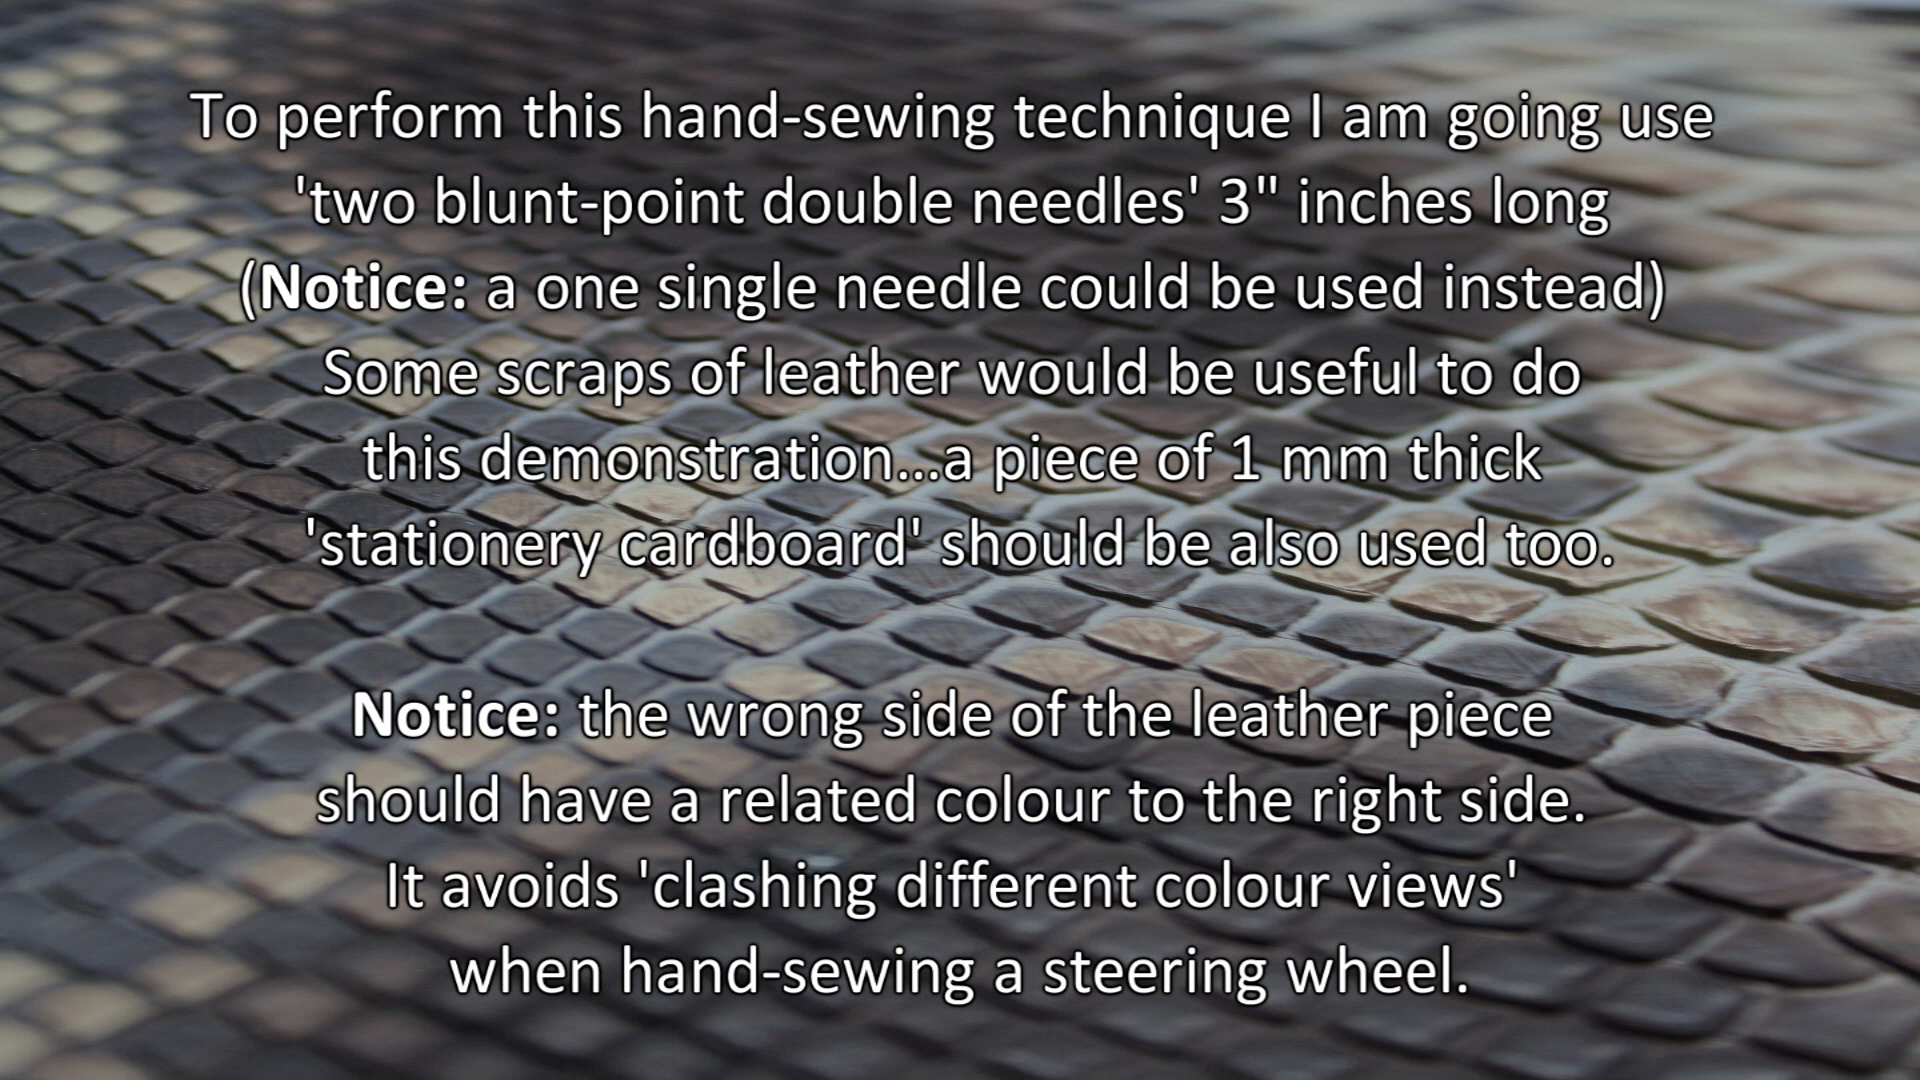 To perform this hand-sewing technique I am going use
'two blunt-point double needles' 3" inches long
(Notice: a one single needle could be used instead)
Some scraps of leather would be useful to do
this demonstration...a piece of 1 mm thick
'stationery cardboard' should be also used too.
Notice: the wrong side of the leather piece
should have a related colour to the right side.
It avoids 'clashing different colour views'
when hand-sewing a steering wheel.